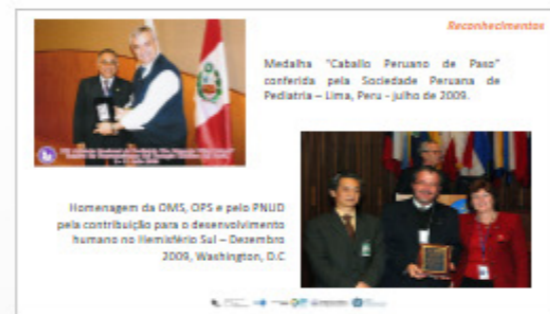 Reconhecimentos
Medalha "Caballo Peruano de Paso"
conferida pela Sociedade Peruana de
Pediatria – Lima, Peru - julho de 2009.
Homenagem da OMS, OPS e pelo PNUD
pela contribuição para o desenvolvimento
humano no Hemisfério Sul – Dezembro
2009, Washington, D.C